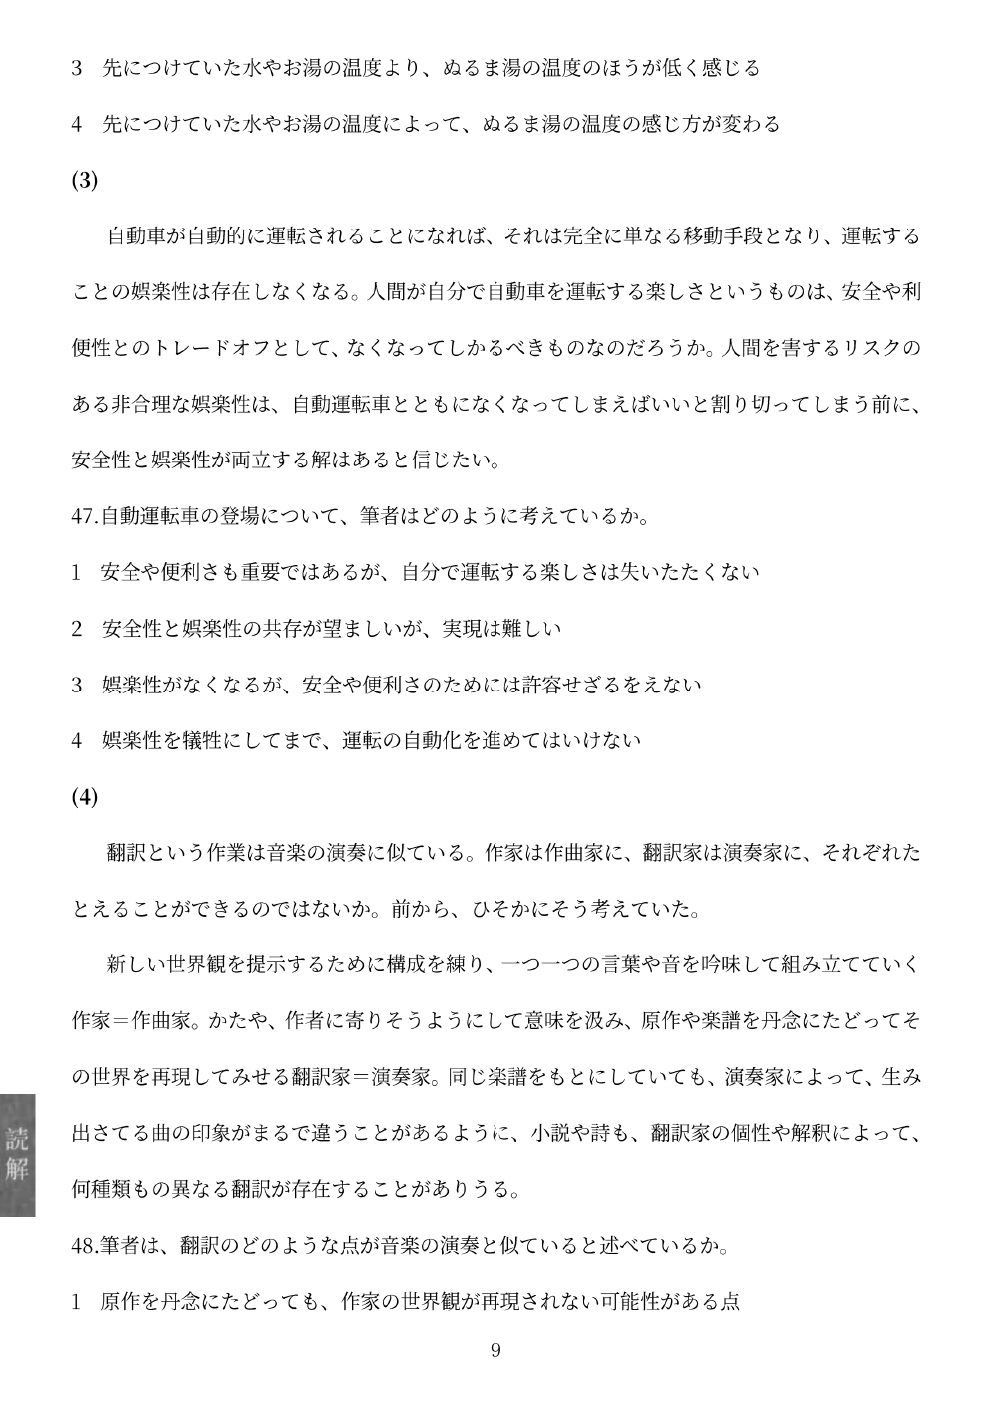 3　先につけていた水やお湯の温度より、ぬるま湯の温度のほうが低く感じる
4　先につけていた水やお湯の温度によって、ぬるま湯の温度の感じ方が変わる
(3)
自動車が自動的に運転されることになれば、それは完全に単なる移動手段となり、運転する
ことの娯楽性は存在しなくなる。人間が自分で自動車を運転する楽しさというものは、安全や利
便性とのトレードオフとして、なくなってしかるべきものなのだろうか。人間を害するリスクの
ある非合理な娯楽性は、自動運転車とともになくなってしまえばいいと割り切ってしまう前に、
安全性と娯楽性が両立する解はあると信じたい。
47.自動運転車の登場について、筆者はどのように考えているか。
1　安全や便利さも重要ではあるが、自分で運転する楽しさは失いたたくない
2　安全性と娯楽性の共存が望ましいが、実現は難しい
3　娯楽性がなくなるが、安全や便利さのためには許容せざるをえない
4　娯楽性を犠牲にしてまで、運転の自動化を進めてはいけない
(4)
翻訳という作業は音楽の演奏に似ている。作家は作曲家に、翻訳家は演奏家に、それぞれた
とえることができるのではないか。前から、ひそかにそう考えていた。
新しい世界観を提示するために構成を練り、一つ一つの言葉や音を吟味して組み立てていく
作家＝作曲家。かたや、作者に寄りそうようにして意味を汲み、原作や楽譜を丹念にたどってそ
の世界を再現してみせる翻訳家＝演奏家。同じ楽譜をもとにしていても、演奏家によって、生み
出さてる曲の印象がまるで違うことがあるように、小説や詩も、翻訳家の個性や解釈によって、
何種類もの異なる翻訳が存在することがありうる。
48.筆者は、翻訳のどのような点が音楽の演奏と似ていると述べているか。
1　原作を丹念にたどっても、作家の世界観が再現されない可能性がある点
9
読解